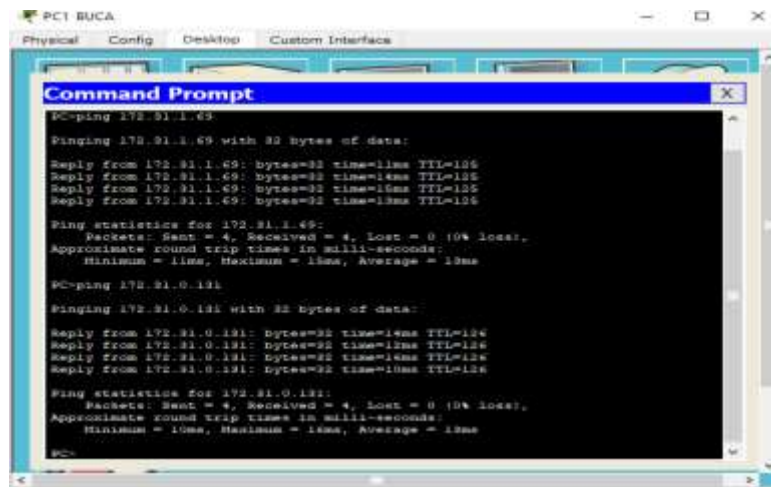 PC1 BUCA
Physical Config Desktop Custom Interface
Command Prompt
X
PC>ping 172.31.1.69
Pinging 172.31.1.69 with 32 bytes of data:
Reply from 172.31.1.69: bytes=32 time=11ms TTL=125
Reply from 172.31.1.69: bytes=32 time=14ms TTL=125
Reply from 172.31.1.69: bytes=32 time=15ms TTL=125
Reply from 172.31.1.69: bytes=32 time=13ms TTL=125
Ping statistics for 172.31.1.69:
Packets: Sent = 4, Received = 4, Lost = 0 (0% loss),
Approximate round trip times in milli-seconds:
Minimum = 11ms, Maximum = 15ms, Average = 13ms
PC>ping 172.31.0.131
Pinging 172.31.0.131 with 32 bytes of data:
Reply from 172.31.0.131: bytes=32 time=14ms TTL=126
Reply from 172.31.0.131: bytes=32 time=12ms TTL=126
Reply from 172.31.0.131: bytes=32 time=16ms TTL=126
Reply from 172.31.0.131: bytes=32 time=10ms TTL=126
Ping statistics for 172.31.0.131:
Packets: Sent = 4, Received = 4, Lost = 0 (0% loss),
Approximate round trip times in milli-seconds:
Minimum = 10ms, Maximum = 16ms, Average = 13ms
PC>